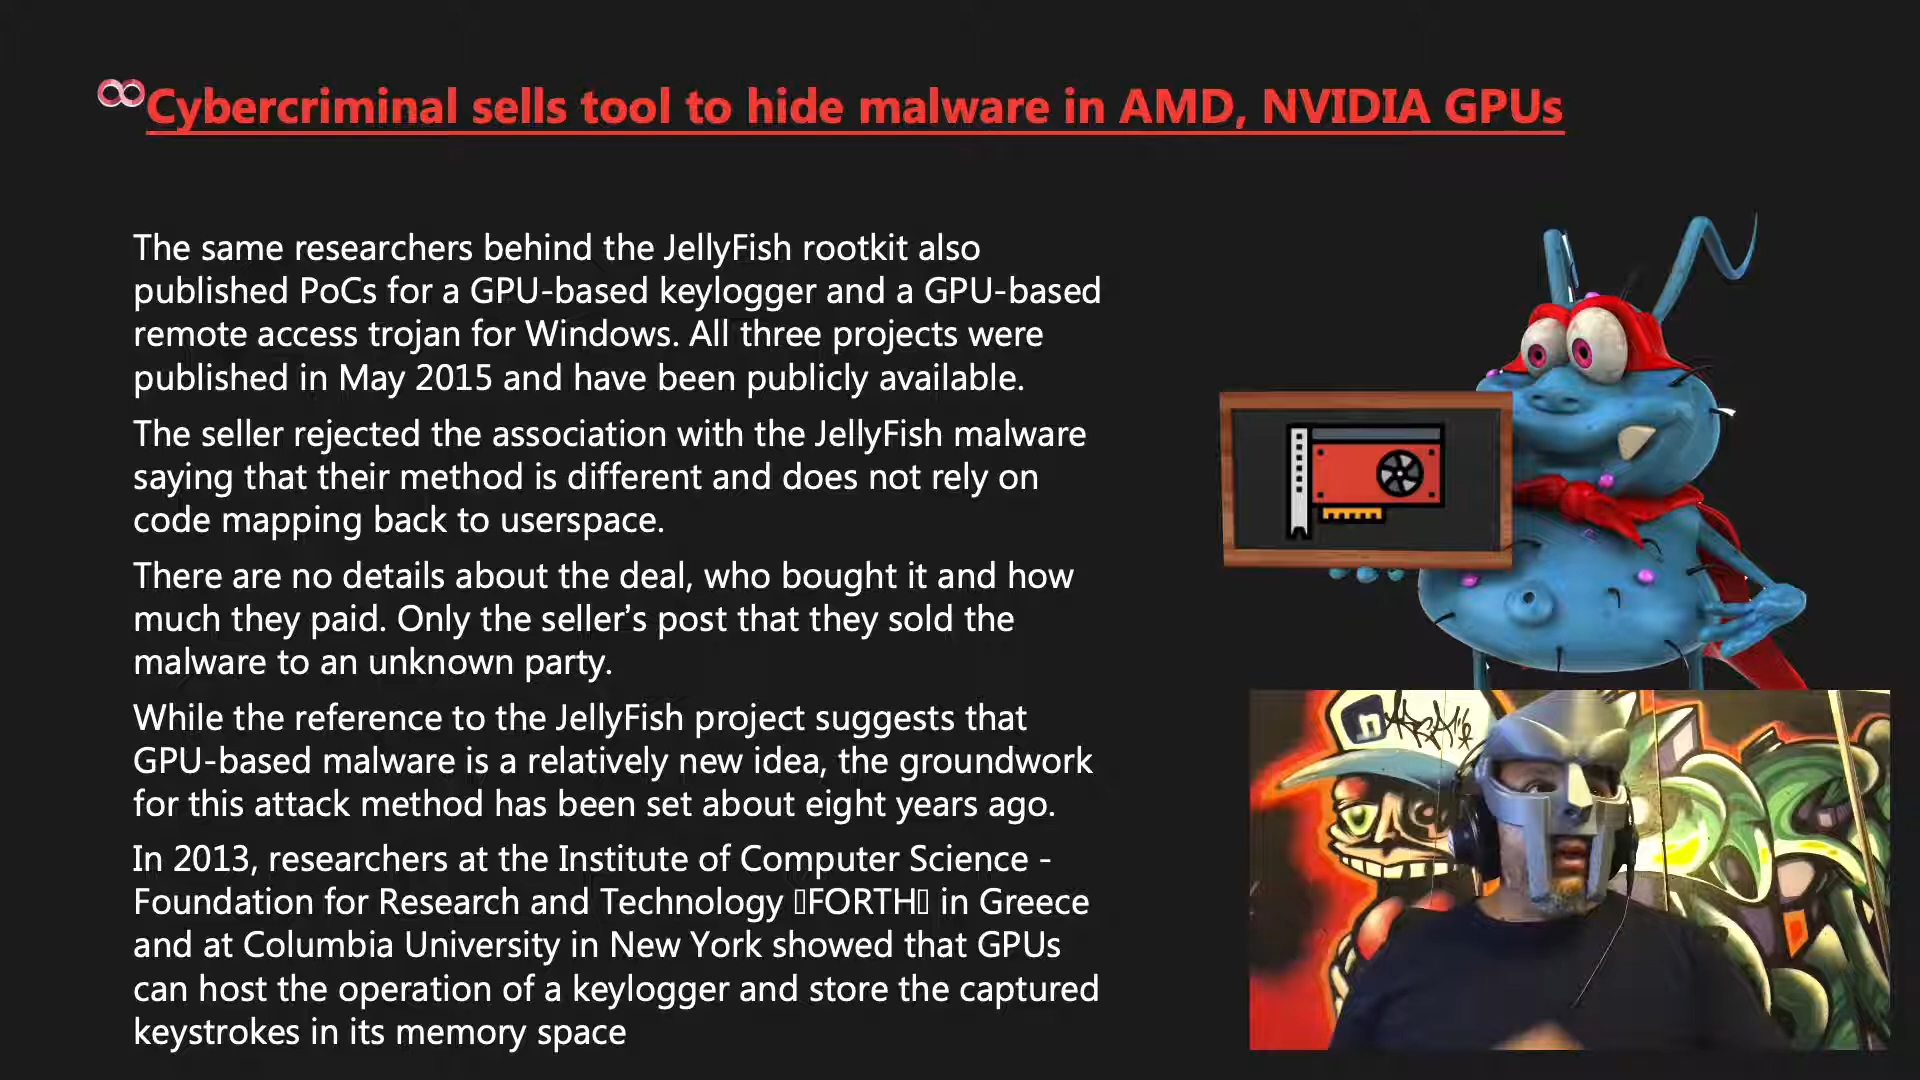 Cybercriminal sells tool to hide malware in AMD, NVIDIA GPUs
The same researchers behind the JellyFish rootkit also
published PoCs for a GPU-based keylogger and a GPU-based
remote access trojan for Windows. All three projects were
published in May 2015 and have been publicly available.
The seller rejected the association with the JellyFish malware
saying that their method is different and does not rely on
code mapping back to userspace.
There are no details about the deal, who bought it and how
much they paid. Only the seller’s post that they sold the
malware to an unknown party.
While the reference to the JellyFish project suggests that
GPU-based malware is a relatively new idea, the groundwork
for this attack method has been set about eight years ago.
In 2013, researchers at the Institute of Computer Science -
Foundation for Research and Technology ▯FORTH▯ in Greece
and at Columbia University in New York showed that GPUs
can host the operation of a keylogger and store the captured
keystrokes in its memory space